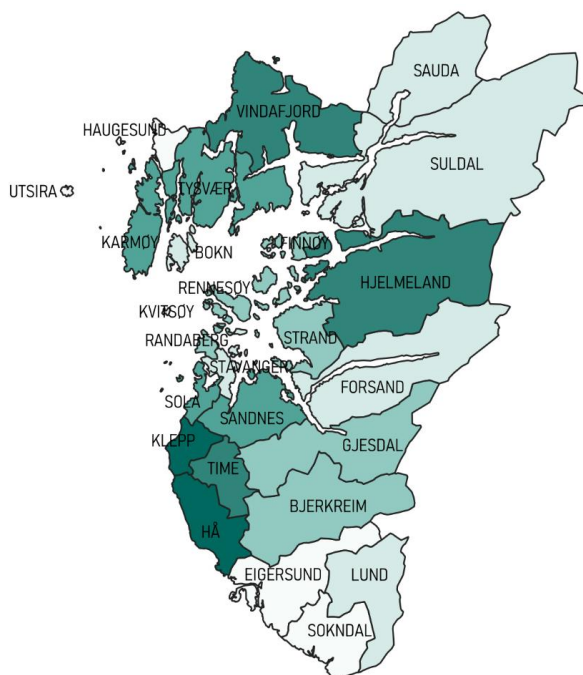 SAUDA
VINDAFJORD
HAUGESUND
SULDAL
UTSIRA
TYSVÆR
KARMØY
BOKN
FINNØY
HJELMELAND
RENNESØY
KVITSØY
STRAND
RANDABERG
STAVANGER
FORSAND
SOLA
SANDNES
KLEPP
GJESDAL
TIME
BJERKREIM
HÅ
EIGERSUND
LUND
SOKNDAL